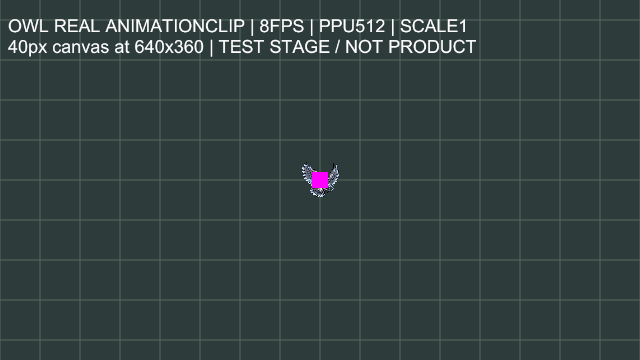 OWL REAL ANIMATIONCLIP | 8FPS | PPU512 | SCALE1
40px canvas at 640x360 | TEST STAGE / NOT PRODUCT